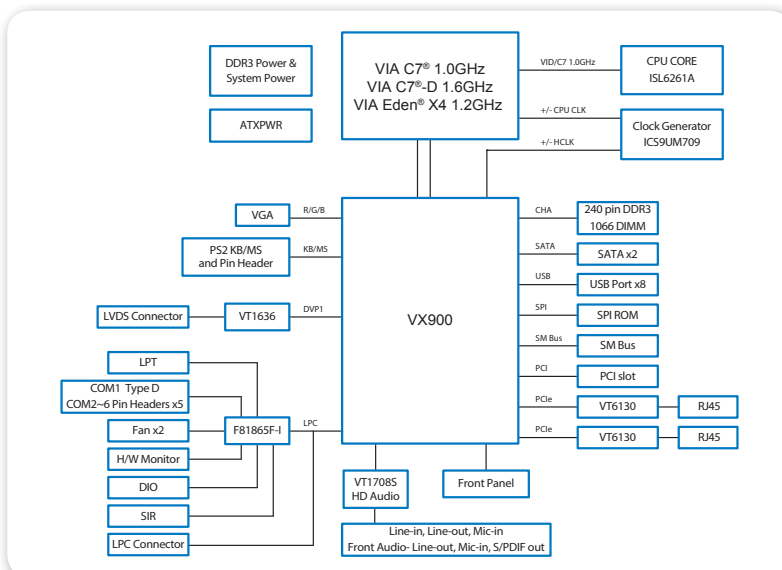 DDR3 Power &
System Power
ATXPWR
VIA C7® 1.0GHz
VIA C7®-D 1.6GHz
VIA Eden® X4 1.2GHz
VID/C7 1.0GHz
CPU CORE
ISL6261A
+/- CPU CLK
Clock Generator
ICS9UM709
+/- HCLK
VGA
R/G/B
PS2 KB/MS
and Pin Header
KB/MS
LVDS Connector
VT1636
DVP1
VX900
CHA
240 pin DDR3
1066 DIMM
SATA
SATA x2
USB
USB Port x8
SPI
SPI ROM
SM Bus
SM Bus
PCI
PCI slot
PCIe
VT6130
RJ45
PCIe
VT6130
RJ45
LPT
COM1 Type D
COM2~6 Pin Headers x5
Fan x2
F81865F-I
LPC
H/W Monitor
DIO
SIR
LPC Connector
VT1708S
HD Audio
Front Panel
Line-in, Line-out, Mic-in
Front Audio- Line-out, Mic-in, S/PDIF out